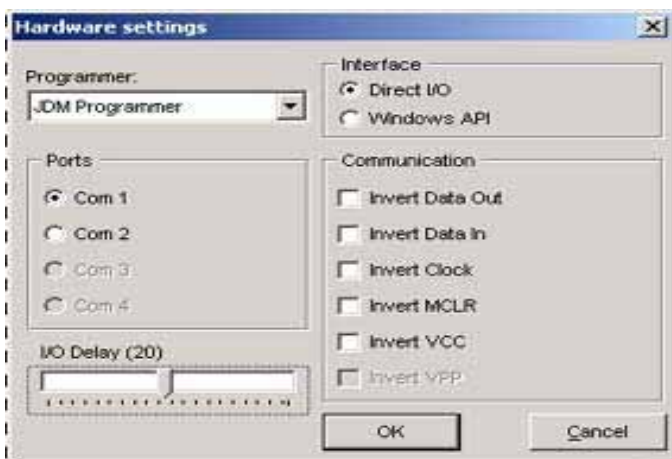 Hardware settings
Programmer:
JDM Programmer
Interface
Direct I/O
Windows API
Ports
Com 1
Com 2
Com 3
Com 4
I/O Delay (20)
Communication
Invert Data Out
Invert Data In
Invert Clock
Invert MCLR
Invert VCC
Invert VPP
OK
Cancel